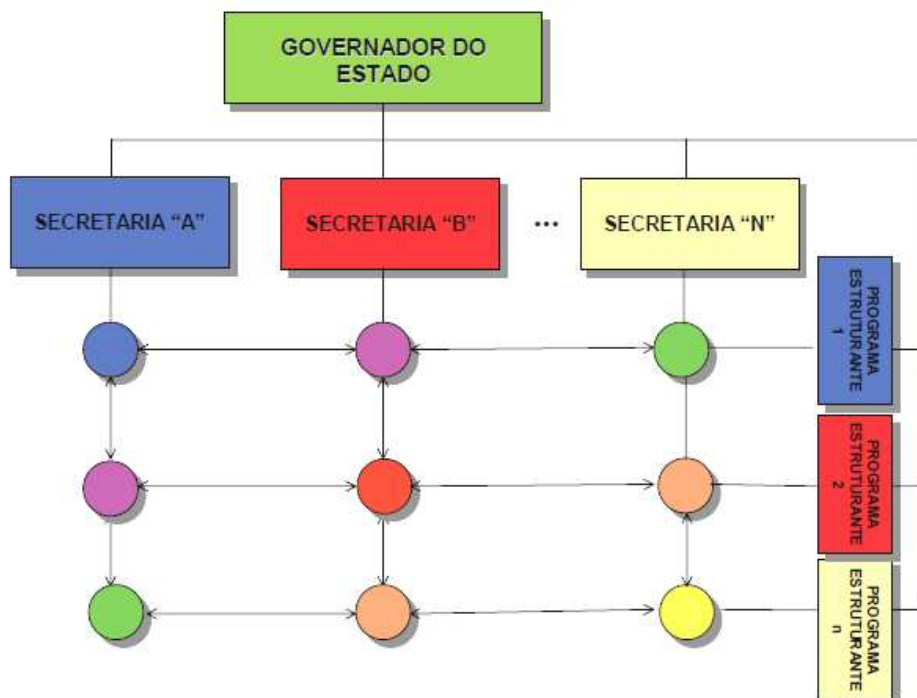 GOVERNADOR DO
ESTADO
SECRETARIA “A”
SECRETARIA “B”
...
SECRETARIA “N”
PROGRAMA
ESTRUTURANTE
1
PROGRAMA
ESTRUTURANTE
2
PROGRAMA
ESTRUTURANTE
n